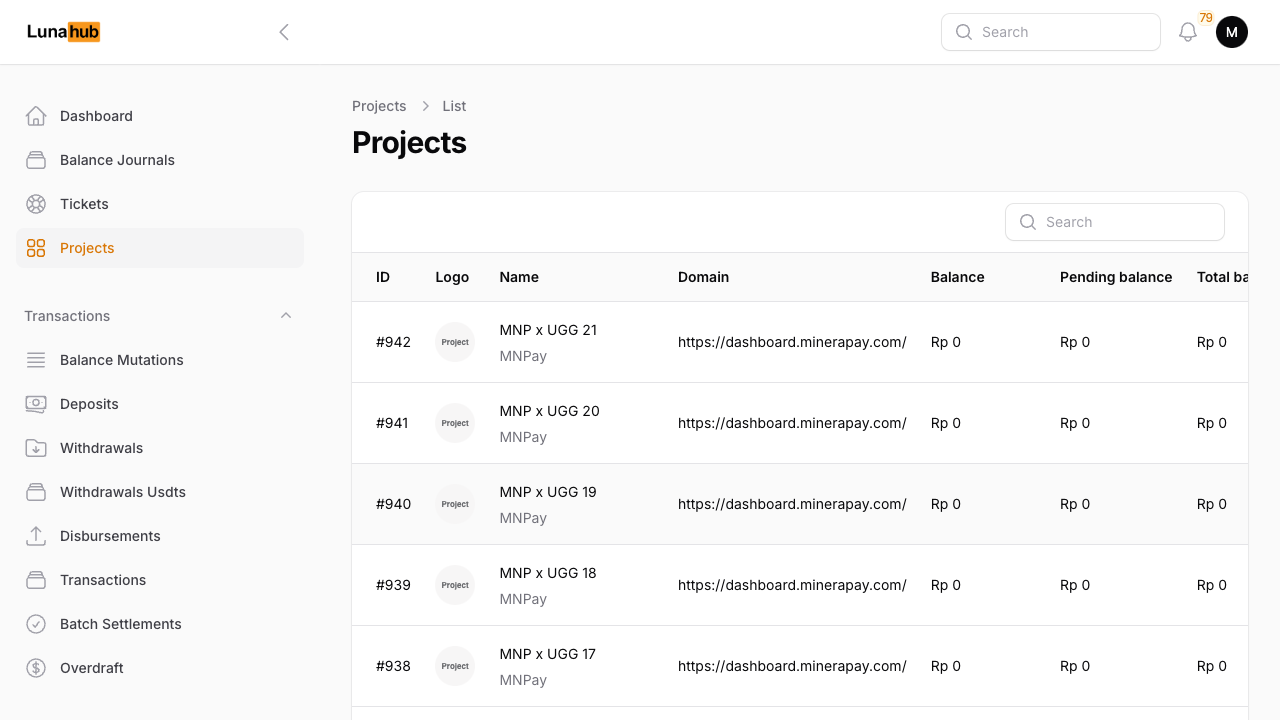 Lunahub
Search
79
M
Dashboard
Balance Journals
Tickets
Projects
Transactions
Balance Mutations
Deposits
Withdrawals
Withdrawals Usdts
Disbursements
Transactions
Batch Settlements
Overdraft
Projects > List
Projects
Search
ID Logo Name Domain Balance Pending balance Total ba
#942 Project MNP x UGG 21 https://dashboard.minerapay.com/ Rp 0 Rp 0 Rp 0
MNPay
#941 Project MNP x UGG 20 https://dashboard.minerapay.com/ Rp 0 Rp 0 Rp 0
MNPay
#940 Project MNP x UGG 19 https://dashboard.minerapay.com/ Rp 0 Rp 0 Rp 0
MNPay
#939 Project MNP x UGG 18 https://dashboard.minerapay.com/ Rp 0 Rp 0 Rp 0
MNPay
#938 Project MNP x UGG 17 https://dashboard.minerapay.com/ Rp 0 Rp 0 Rp 0
MNPay